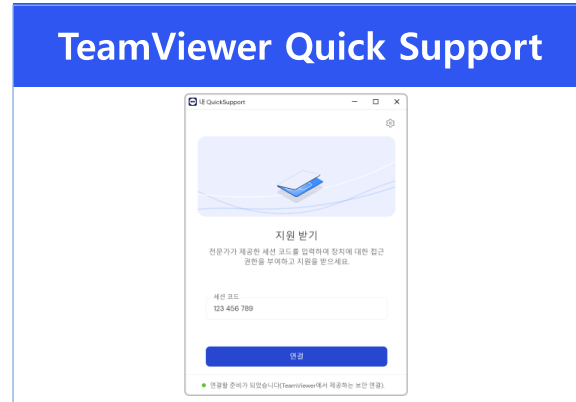 TeamViewer Quick Support
내 QuickSupport
지원 받기
전문가가 제공한 세션 코드를 입력하여 장치에 대한 접근
권한을 부여하고 지원을 받으세요.
세션 코드
123 456 789
연결
연결할 준비가 되었습니다(TeamViewer에서 제공하는 보안 연결).